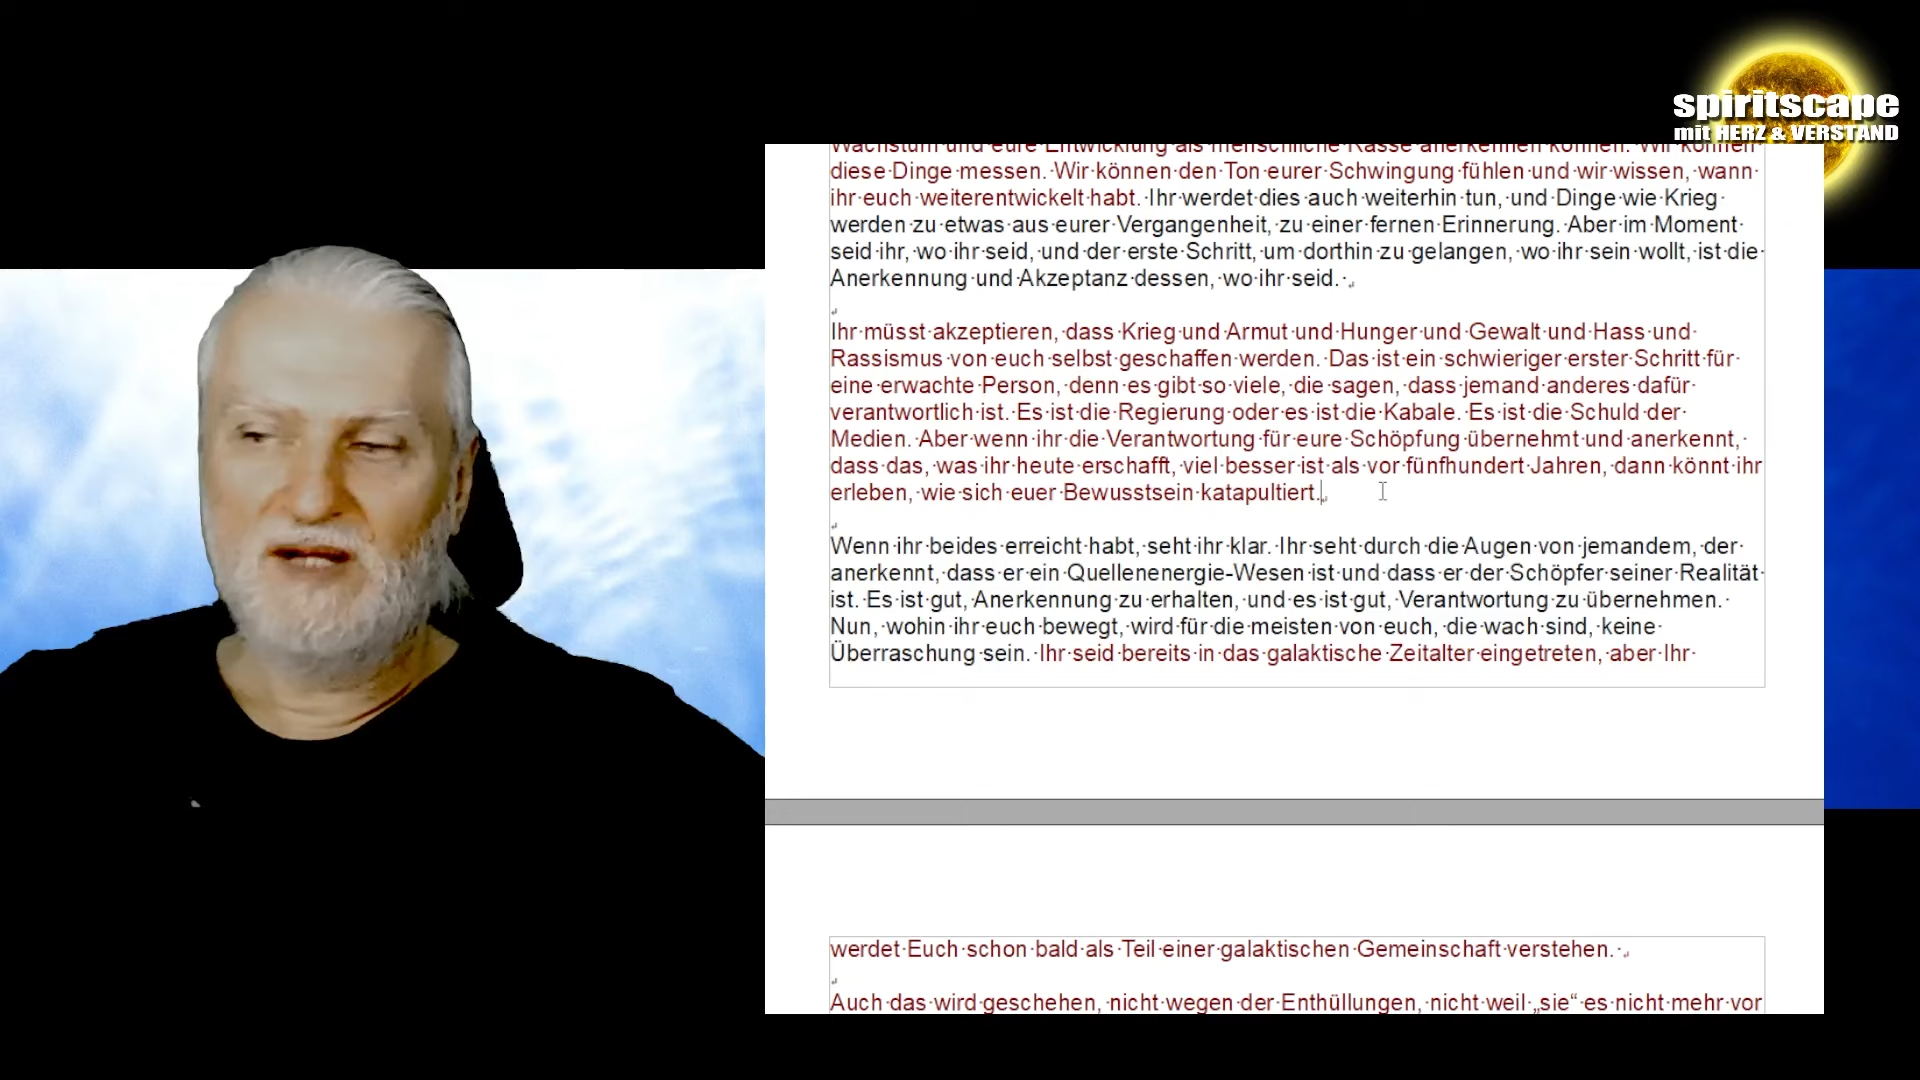 spiritscape
mit HERZ & VERSTAND
Wachstum und eure Entwicklung als menschliche Rasse anerkennen können. Wir können
diese Dinge messen. Wir können den Ton eurer Schwingung fühlen und wir wissen, wann
ihr euch weiterentwickelt habt. Ihr werdet dies auch weiterhin tun, und Dinge wie Krieg
werden zu etwas aus eurer Vergangenheit, zu einer fernen Erinnerung. Aber im Moment
seid ihr, wo ihr seid, und der erste Schritt, um dorthin zu gelangen, wo ihr sein wollt, ist die
Anerkennung und Akzeptanz dessen, wo ihr seid.
Ihr müsst akzeptieren, dass Krieg und Armut und Hunger und Gewalt und Hass und
Rassismus von euch selbst geschaffen werden. Das ist ein schwieriger erster Schritt für
eine erwachte Person, denn es gibt so viele, die sagen, dass jemand anderes dafür
verantwortlich ist. Es ist die Regierung oder es ist die Kabale. Es ist die Schuld der
Medien. Aber wenn ihr die Verantwortung für eure Schöpfung übernehmt und anerkennt,
dass das, was ihr heute erschafft, viel besser ist als vor fünfhundert Jahren, dann könnt ihr
erleben, wie sich euer Bewusstsein katapultiert.
Wenn ihr beides erreicht habt, seht ihr klar. Ihr seht durch die Augen von jemandem, der
anerkennt, dass er ein Quellenenergie-Wesen ist und dass er der Schöpfer seiner Realität
ist. Es ist gut, Anerkennung zu erhalten, und es ist gut, Verantwortung zu übernehmen.
Nun, wohin ihr euch bewegt, wird für die meisten von euch, die wach sind, keine
Überraschung sein. Ihr seid bereits in das galaktische Zeitalter eingetreten, aber Ihr
werdet Euch schon bald als Teil einer galaktischen Gemeinschaft verstehen.
Auch das wird geschehen, nicht wegen der Enthüllungen, nicht weil „sie“ es nicht mehr vor